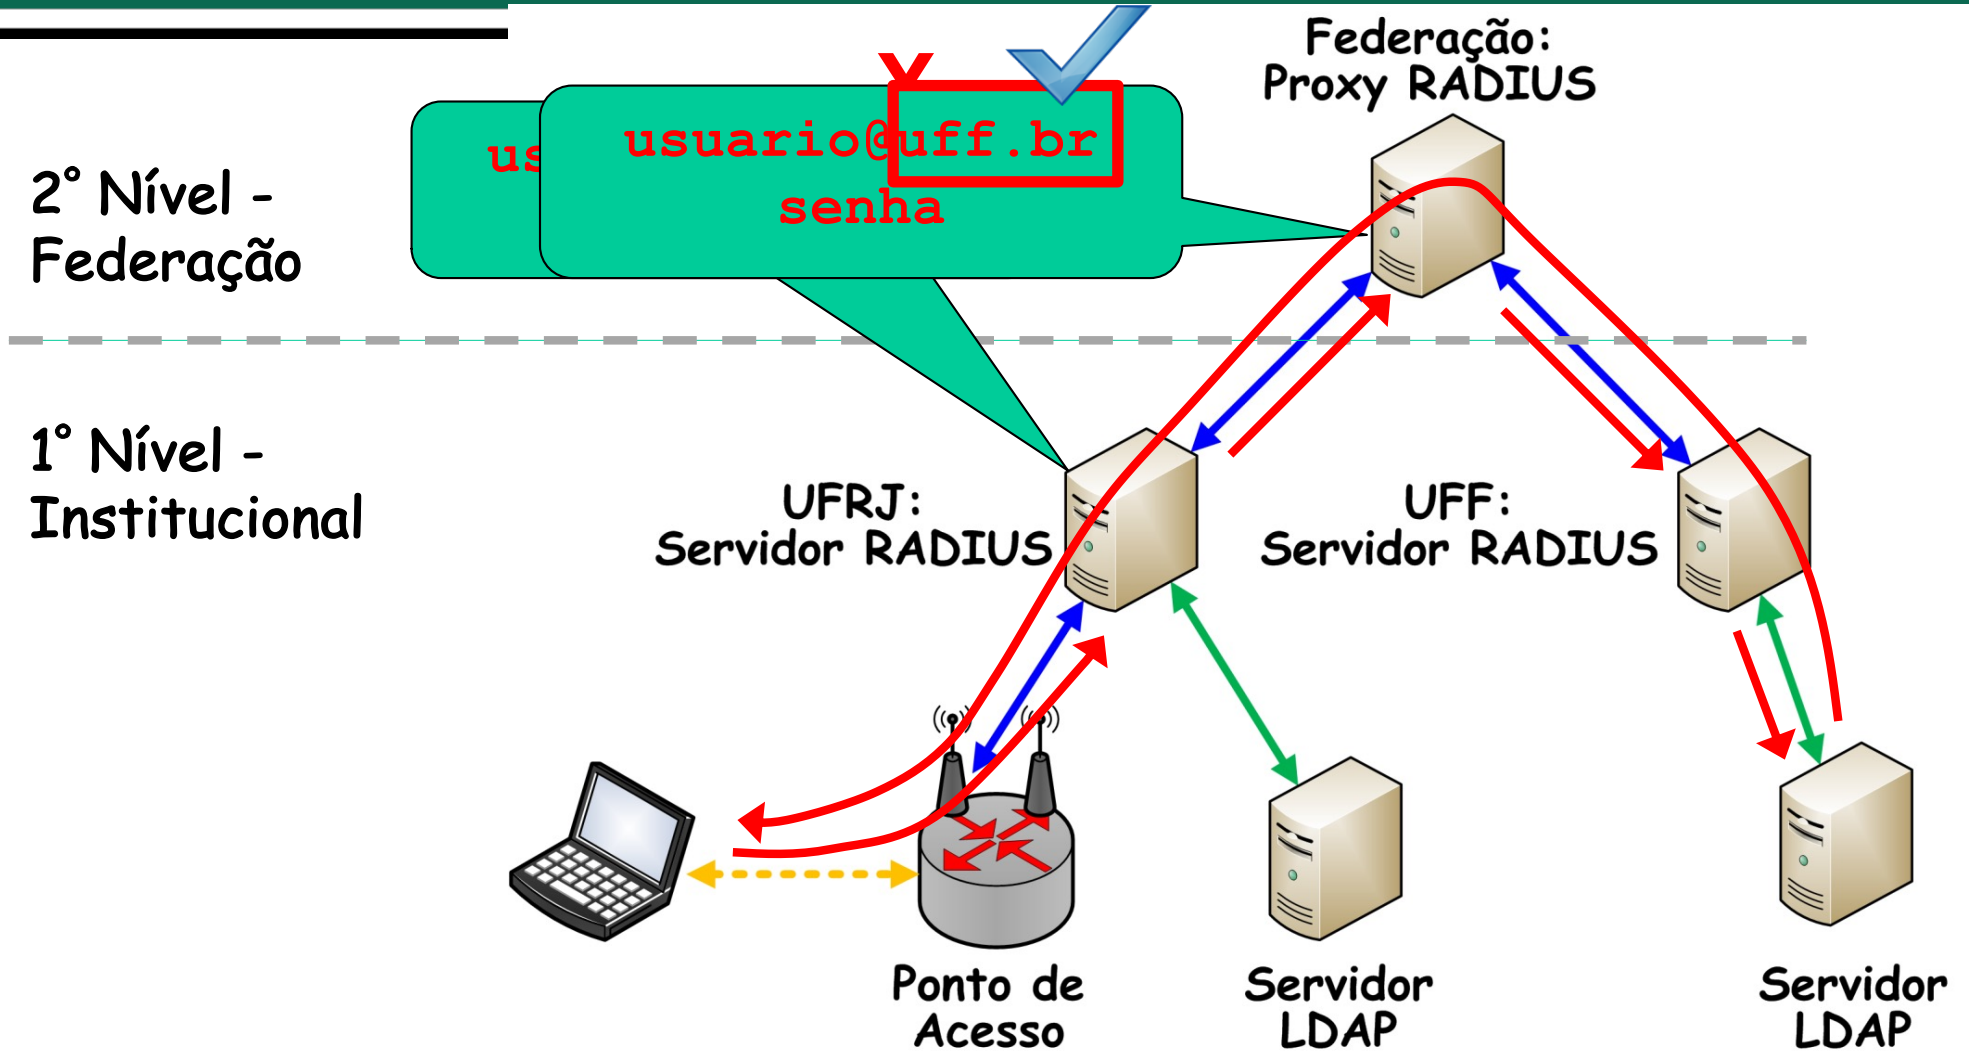 Federação:
Proxy RADIUS
usuario@uff.br
senha
2° Nível -
Federação
1° Nível -
Institucional
UFRJ:
Servidor RADIUS
UFF:
Servidor RADIUS
Ponto de
Acesso
Servidor
LDAP
Servidor
LDAP